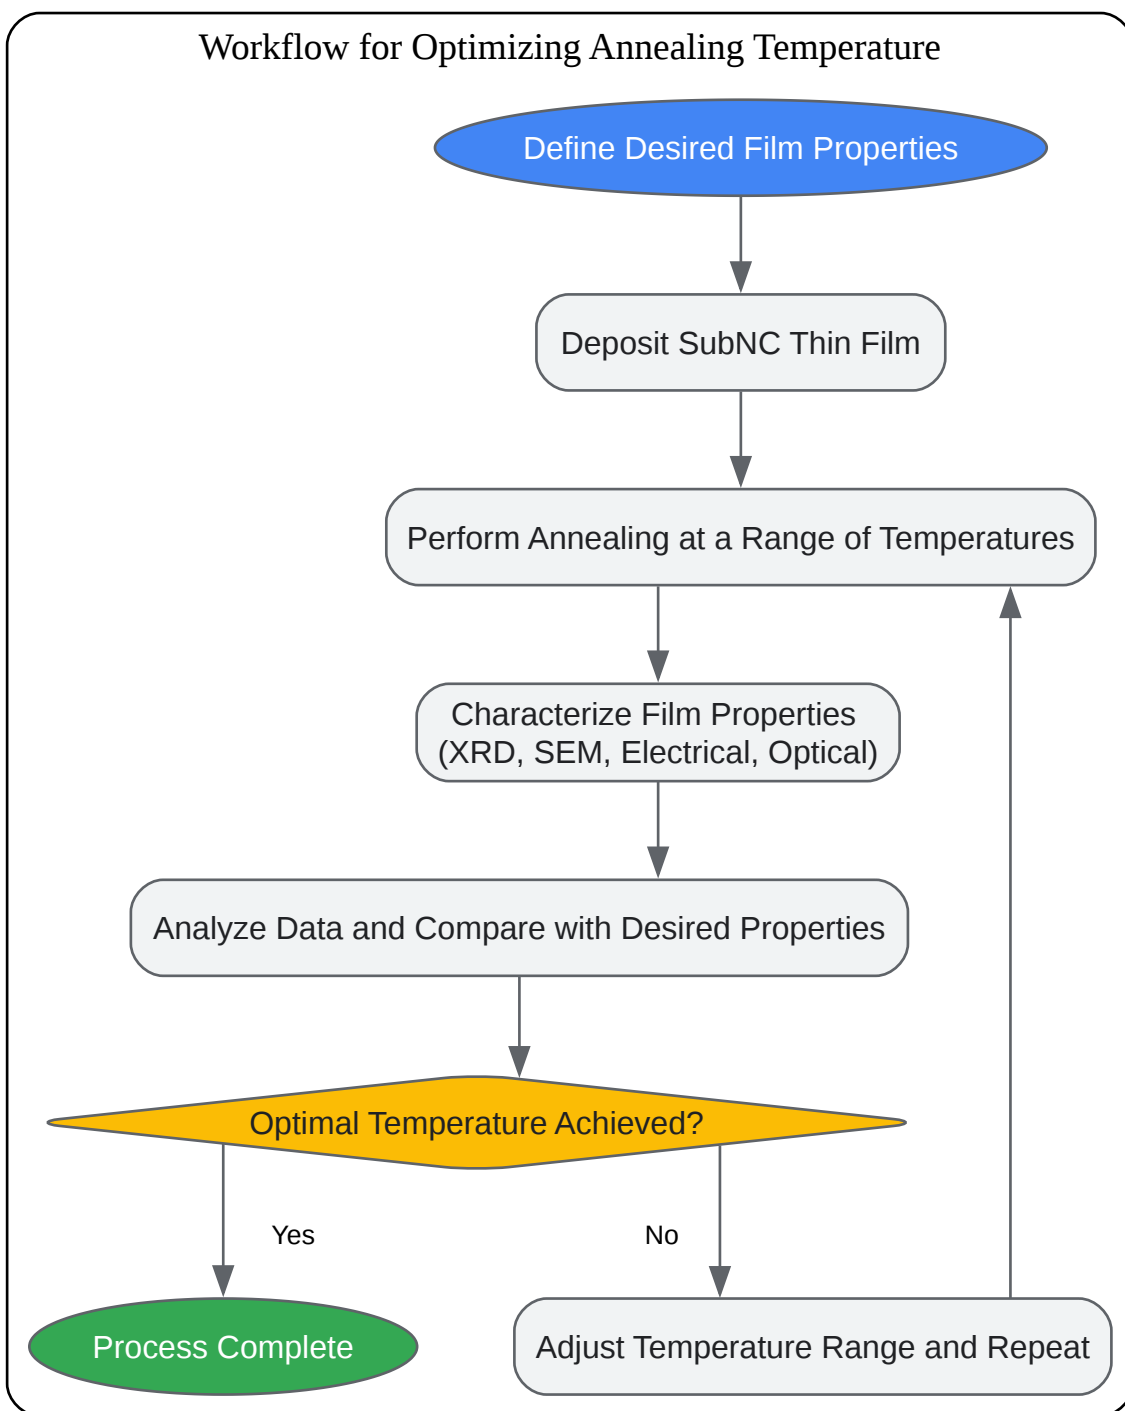 Workflow for Optimizing Annealing Temperature
Define Desired Film Properties
Deposit SubNC Thin Film
Perform Annealing at a Range of Temperatures
Characterize Film Properties
(XRD, SEM, Electrical, Optical)
Analyze Data and Compare with Desired Properties
Optimal Temperature Achieved?
Yes
No
Process Complete
Adjust Temperature Range and Repeat